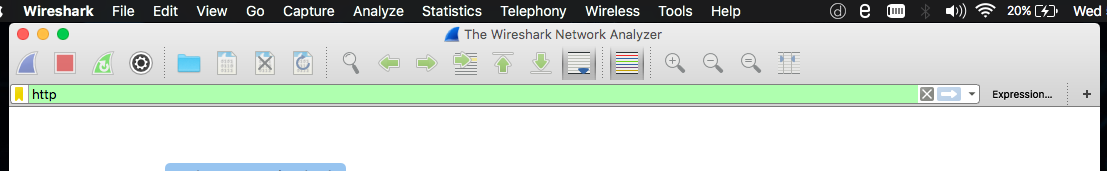 Wireshark File Edit View Go Capture Analyze Statistics Telephony Wireless Tools Help 20% Wed
The Wireshark Network Analyzer
http Expression... +